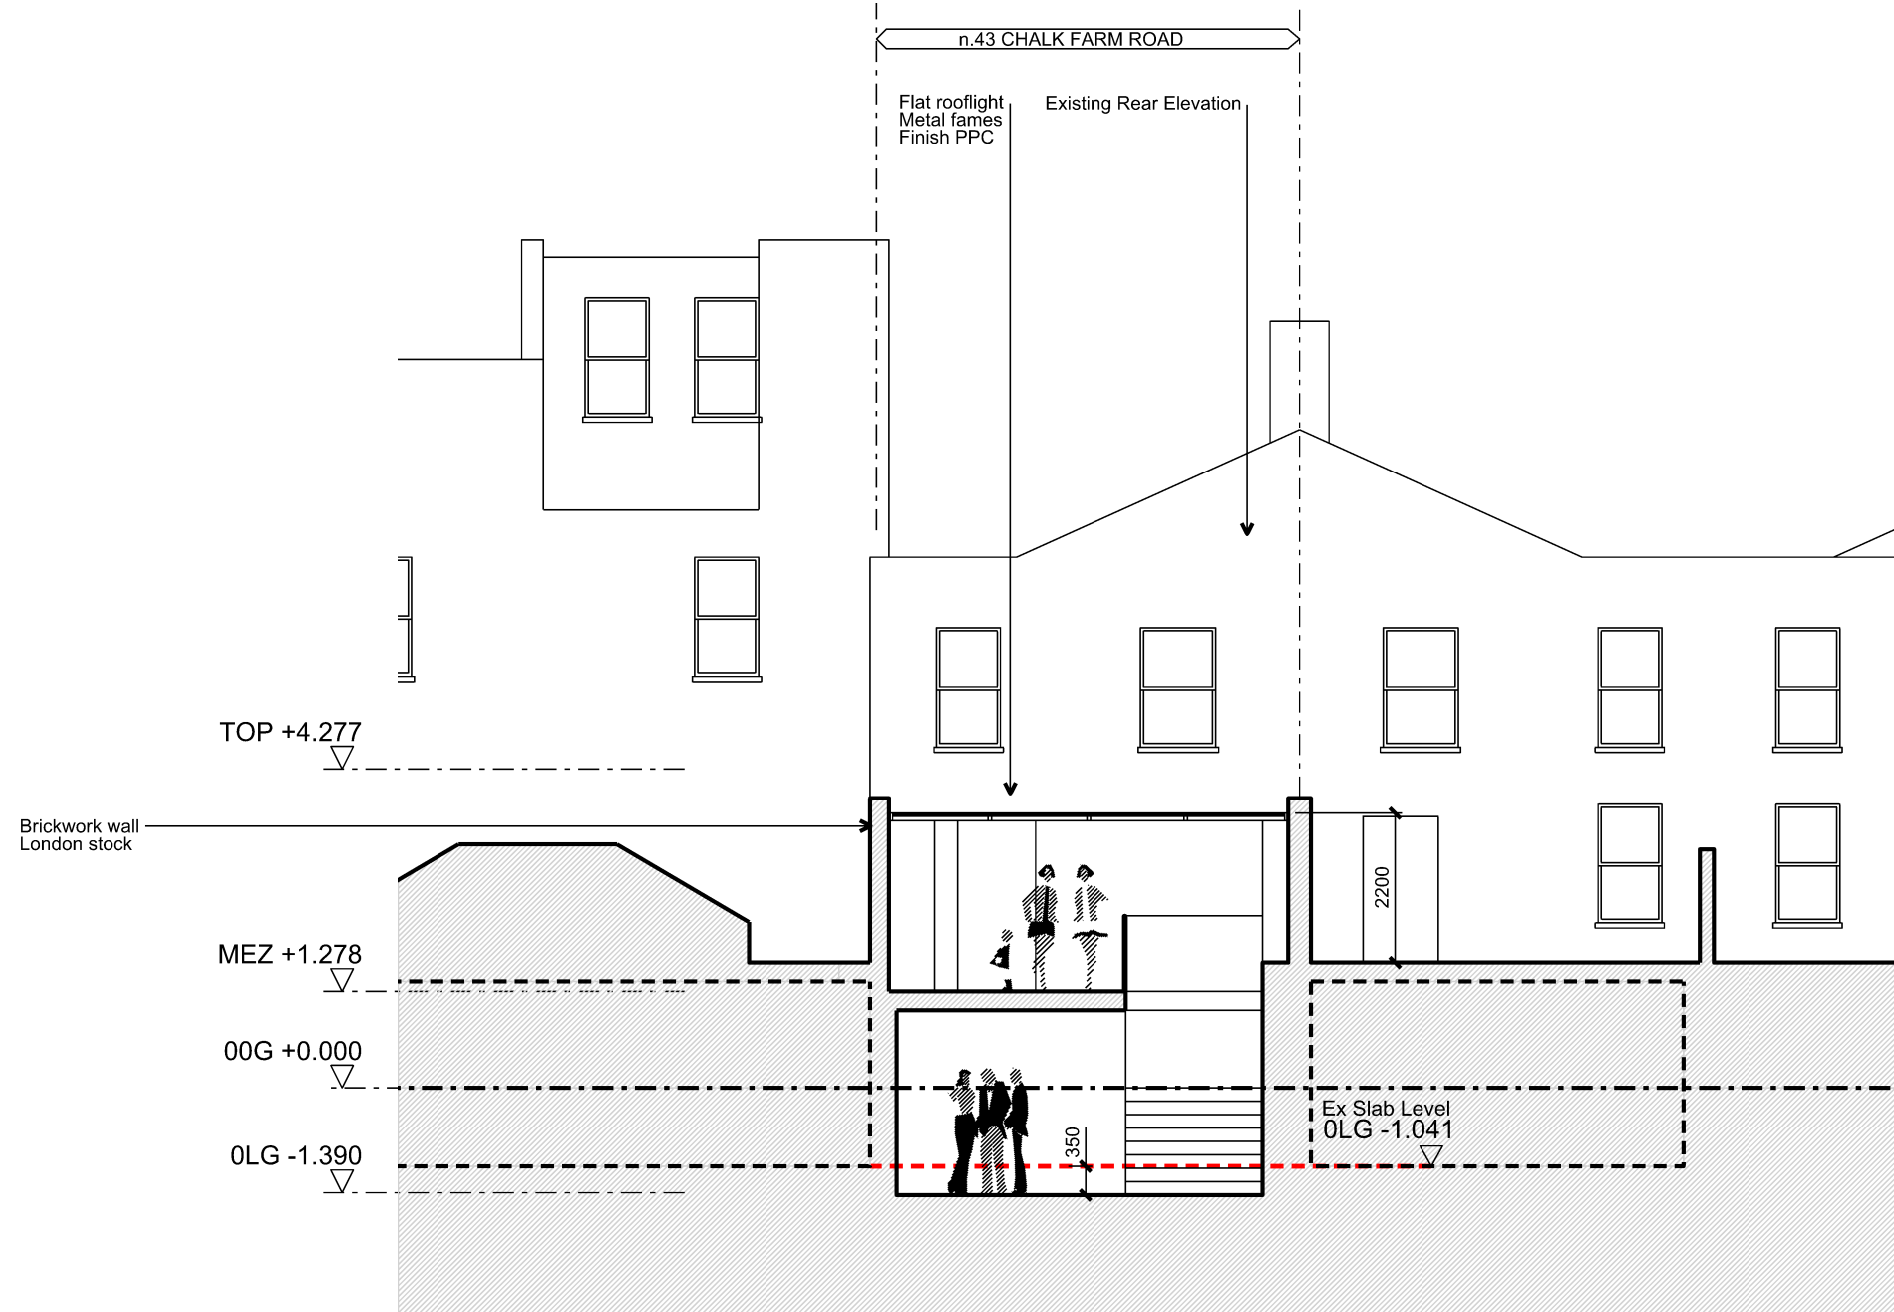 n.43 CHALK FARM ROAD
Flat rooflight
Metal fames
Finish PPC
Existing Rear Elevation
TOP +4.277
Brickwork wall
London stock
2200
MEZ +1.278
00G +0.000
Ex Slab Level
0LG -1.041
350
0LG -1.390